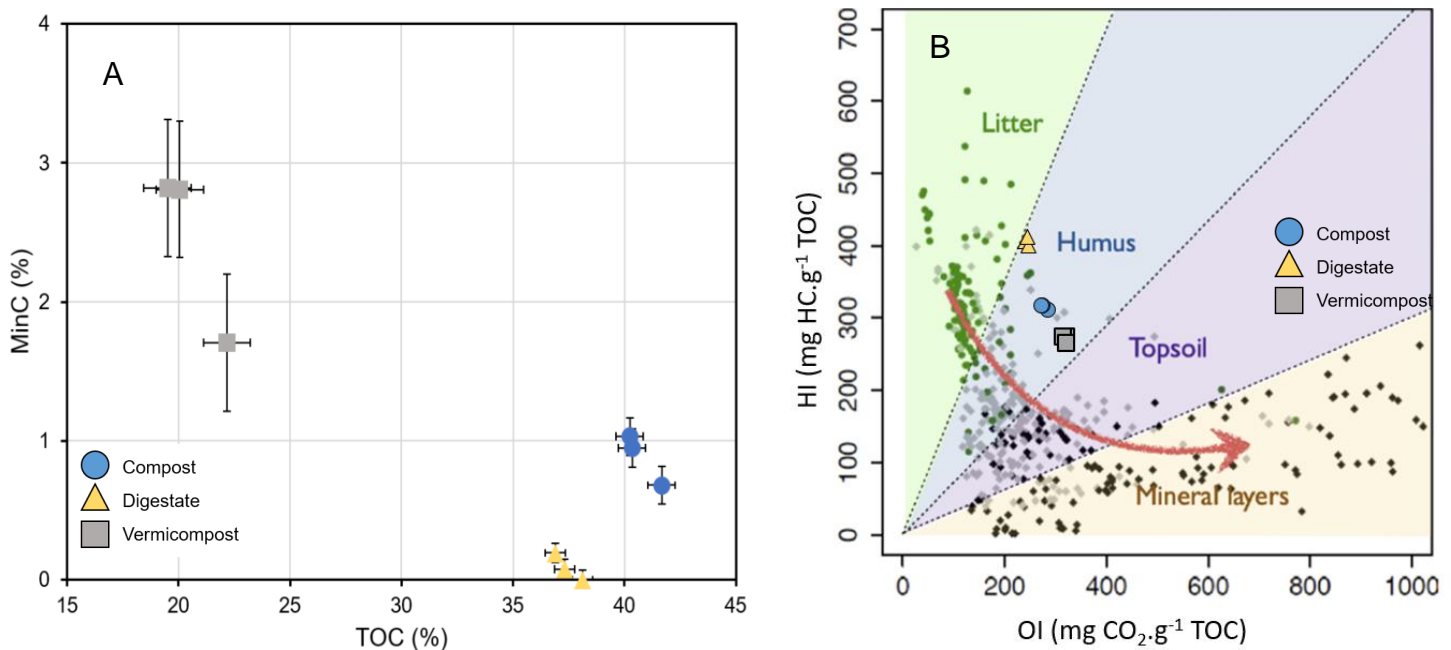 A
4
3
2
1
0
MinC (%)
Compost
Digestate
Vermicompost
15 20 25 30 35 40 45
TOC (%)
B
700
600
500
400
300
200
100
0
HI (mg HC.g⁻¹ TOC)
Litter
Humus
Topsoil
Mineral layers
Compost
Digestate
Vermicompost
0 200 400 600 800 1000
OI (mg CO₂.g⁻¹ TOC)